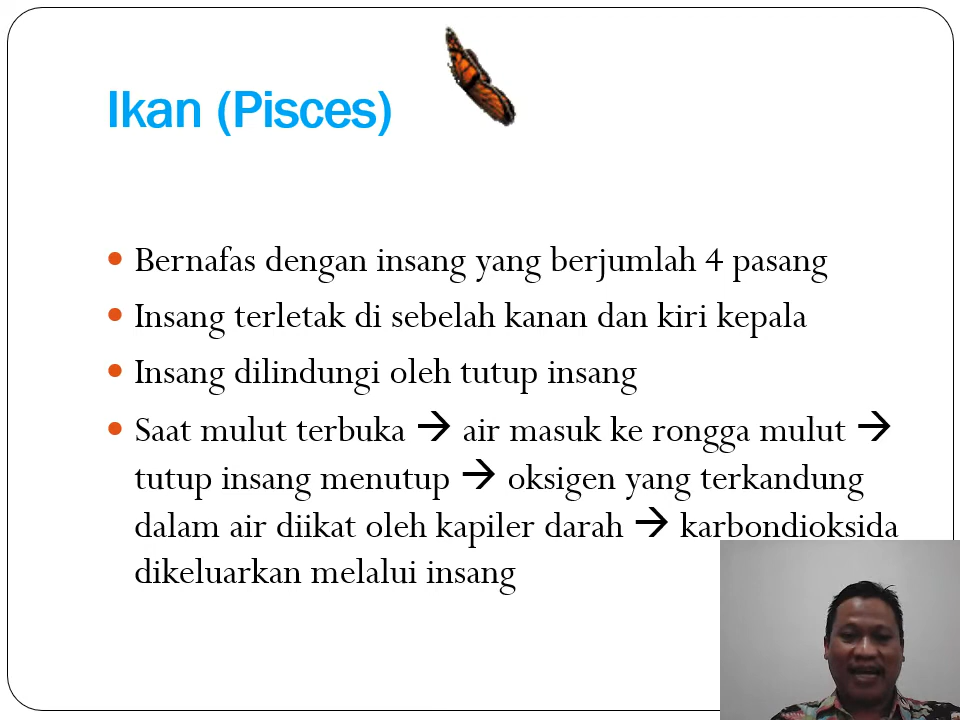 Ikan (Pisces)
• Bernafas dengan insang yang berjumlah 4 pasang
• Insang terletak di sebelah kanan dan kiri kepala
• Insang dilindungi oleh tutup insang
• Saat mulut terbuka → air masuk ke rongga mulut →
tutup insang menutup → oksigen yang terkandung
dalam air diikat oleh kapiler darah → karbondioksida
dikeluarkan melalui insang